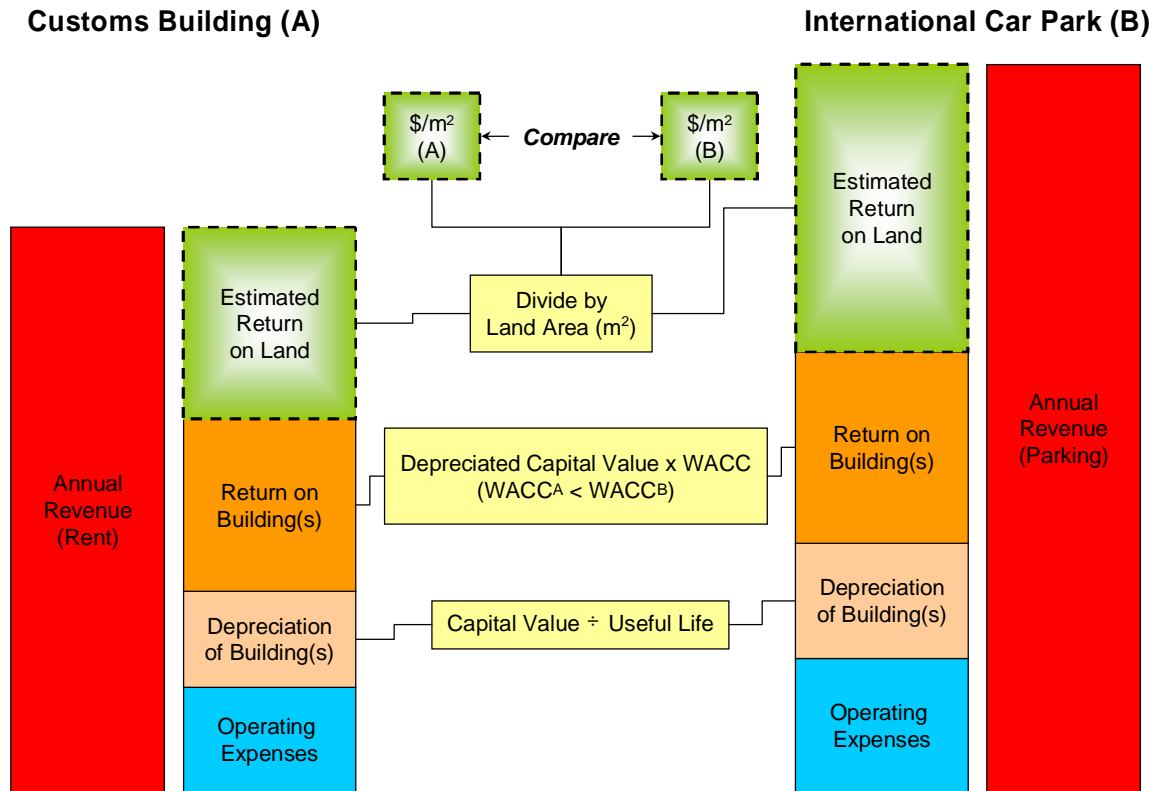 Customs Building (A)
International Car Park (B)
$/m²
(A)
Compare
$/m²
(B)
Estimated
Return
on Land
Estimated
Return
on Land
Divide by
Land Area (m²)
Annual
Revenue
(Rent)
Return on
Building(s)
Depreciated Capital Value x WACC
(WACCA < WACCB)
Return on
Building(s)
Annual
Revenue
(Parking)
Depreciation
of Building(s)
Capital Value ÷ Useful Life
Depreciation
of Building(s)
Operating
Expenses
Operating
Expenses